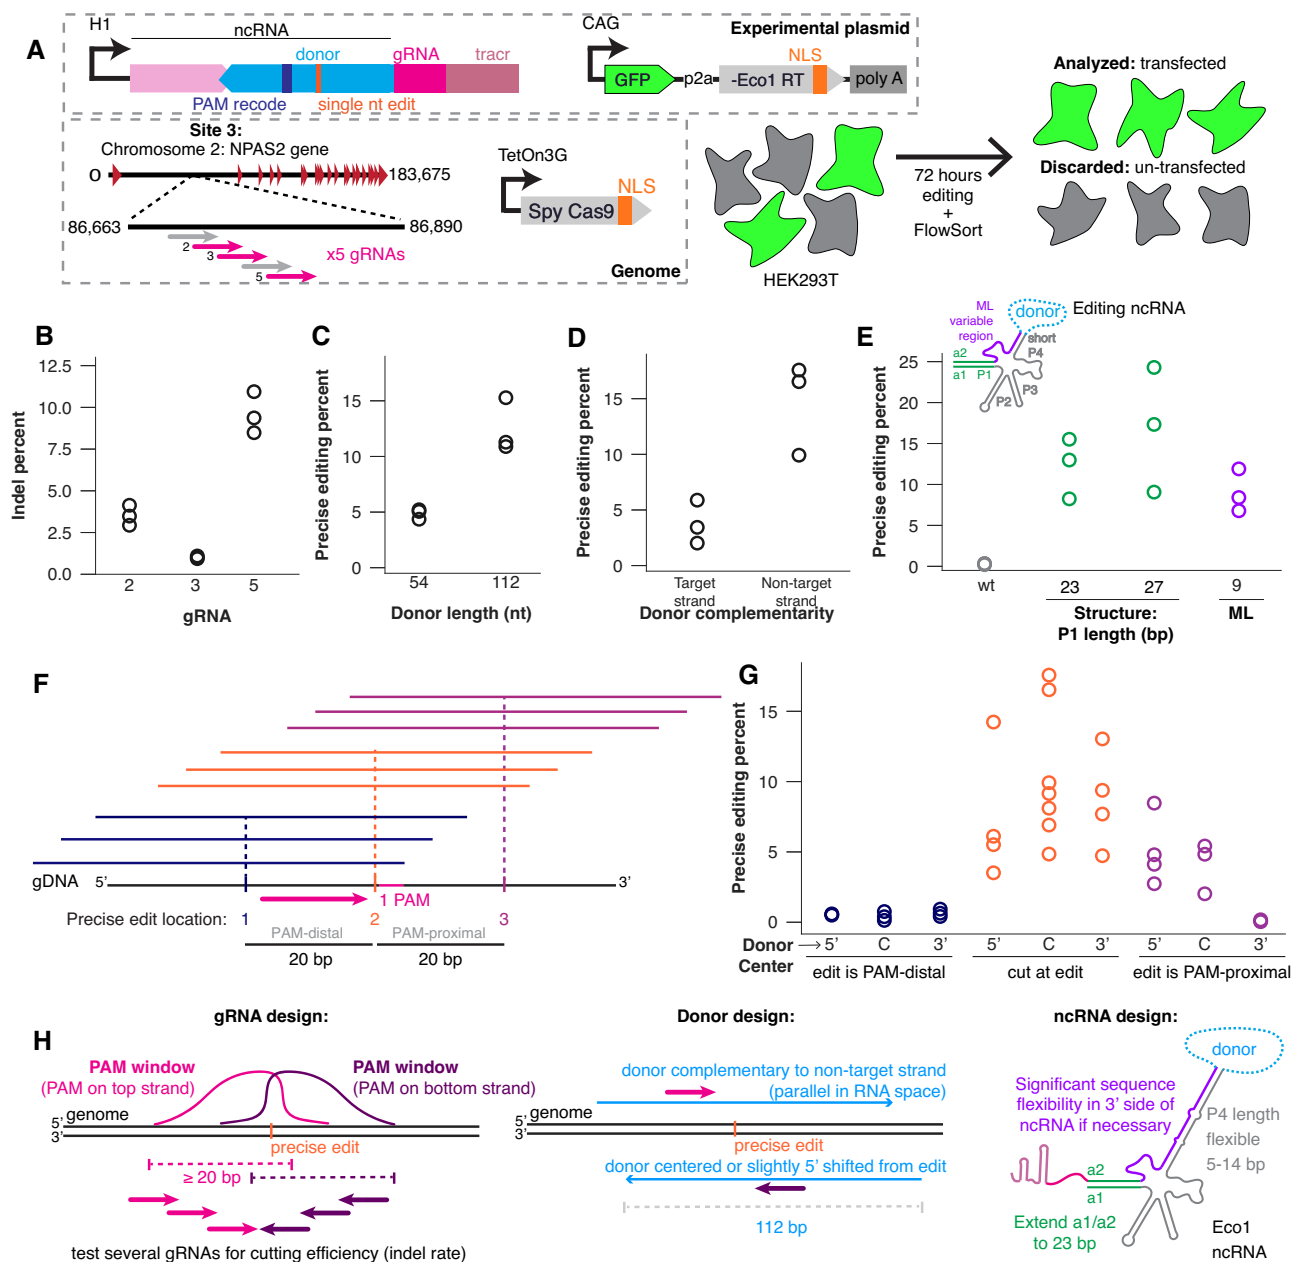 A
H1
ncRNA
donor
gRNA
tracr
PAM recode
single nt edit
CAG
Experimental plasmid
NLS
GFP
p2a
-Eco1 RT
poly A
Site 3:
Chromosome 2: NPAS2 gene
0
183,675
86,663
86,890
2
3
5
x5 gRNAs
TetOn3G
NLS
Spy Cas9
Genome
HEK293T
72 hours
editing
+
FlowSort
Analyzed: transfected
Discarded: un-transfected
B
Indel percent
12.5
10.0
7.5
5.0
2.5
0.0
2
3
5
gRNA
C
Precise editing percent
15
10
5
0
54
112
Donor length (nt)
D
Precise editing percent
15
10
5
0
Target
strand
Non-target
strand
Donor complementarity
E
Editing ncRNA
ML
variable
region
donor
short
P4
a2
a1 P1
P3
P2
Precise editing percent
25
20
15
10
5
0
wt
23
27
9
Structure:
P1 length (bp)
ML
F
gDNA
5’
3’
1 PAM
Precise edit location:
1
2
3
PAM-distal
PAM-proximal
20 bp
20 bp
G
Precise editing percent
15
10
5
0
Donor
Center
5’ C 3’
5’ C 3’
5’ C 3’
edit is PAM-distal
cut at edit
edit is PAM-proximal
H
gRNA design:
PAM window
(PAM on top strand)
PAM window
(PAM on bottom strand)
5’
3’
genome
precise edit
≥ 20 bp
test several gRNAs for cutting efficiency (indel rate)
Donor design:
donor complementary to non-target strand
(parallel in RNA space)
5’
3’
genome
precise edit
donor centered or slightly 5’ shifted from edit
112 bp
ncRNA design:
donor
Significant sequence
flexibility in 3’ side of
ncRNA if necessary
P4 length
flexible
5-14 bp
a2
a1
Extend a1/a2
to 23 bp
Eco1
ncRNA